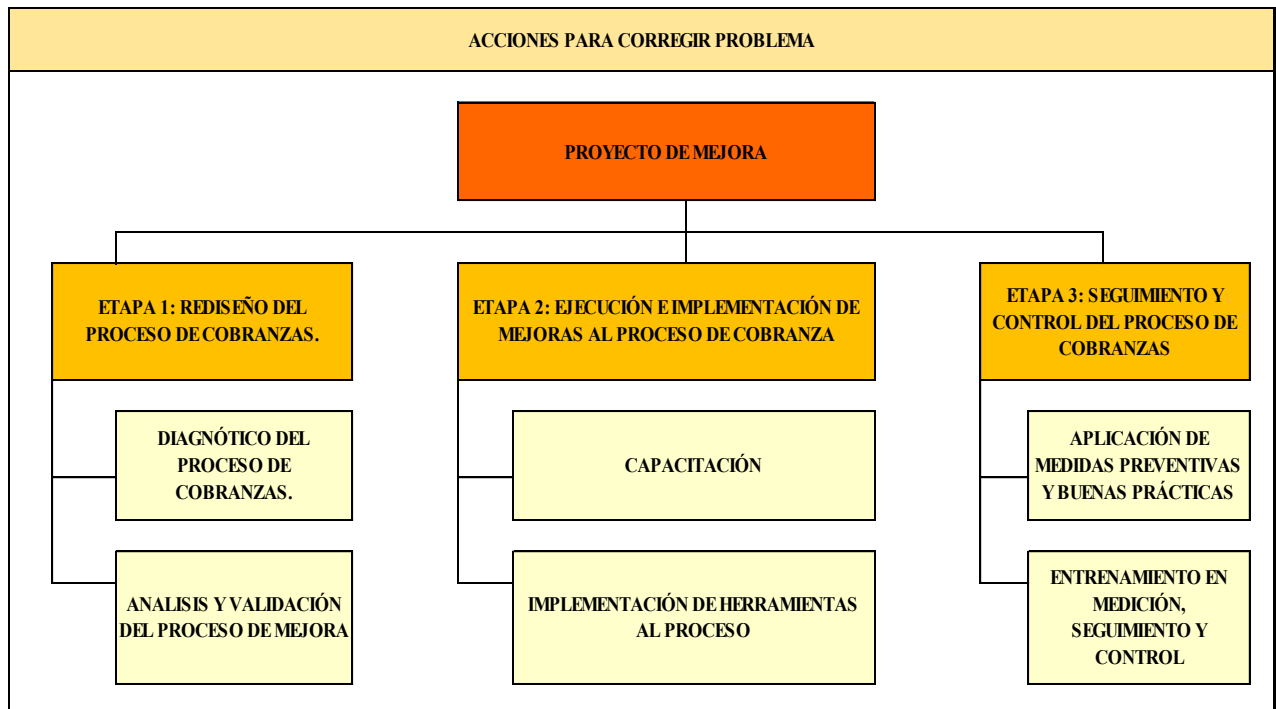 ACCIONES PARA CORREGIR PROBLEMA
PROYECTO DE MEJORA
ETAPA 1: REDISEÑO DEL
PROCESO DE COBRANZAS.
ETAPA 2: EJECUCIÓN E IMPLEMENTACIÓN DE
MEJORAS AL PROCESO DE COBRANZA
ETAPA 3: SEGUIMIENTO Y
CONTROL DEL PROCESO DE
COBRANZAS
DIAGNÓTICO DEL
PROCESO DE
COBRANZAS.
CAPACITACIÓN
APLICACIÓN DE
MEDIDAS PREVENTIVAS
Y BUENAS PRÁCTICAS
ANALISIS Y VALIDACIÓN
DEL PROCESO DE MEJORA
IMPLEMENTACIÓN DE HERRAMIENTAS
AL PROCESO
ENTRENAMIENTO EN
MEDICIÓN,
SEGUIMIENTO Y
CONTROL